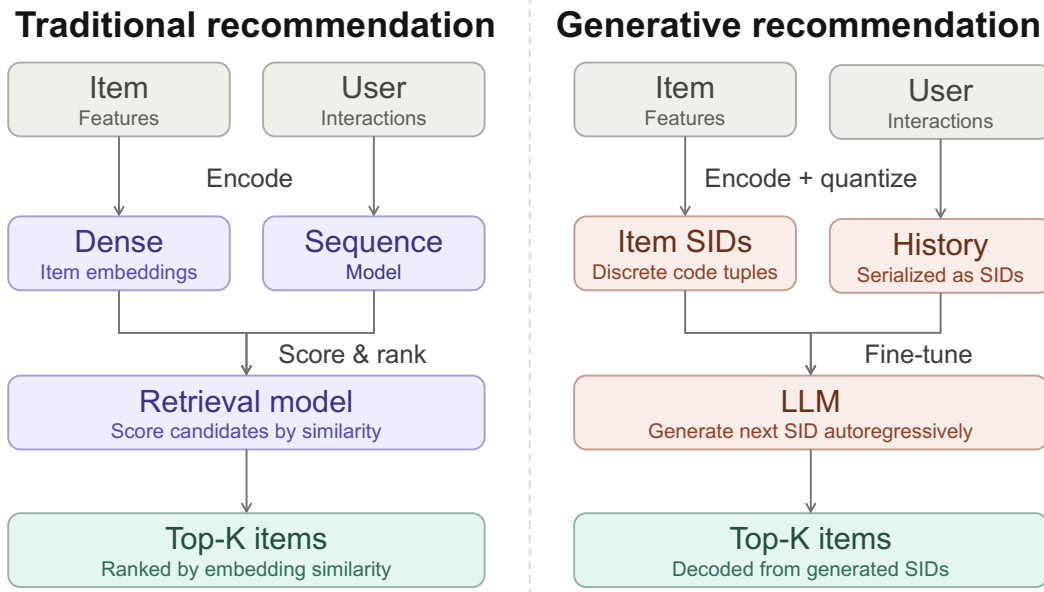 Traditional recommendation
Item
Features
User
Interactions
Encode
Dense
Item embeddings
Sequence
Model
Score & rank
Retrieval model
Score candidates by similarity
Top-K items
Ranked by embedding similarity
Generative recommendation
Item
Features
User
Interactions
Encode + quantize
Item SIDs
Discrete code tuples
History
Serialized as SIDs
Fine-tune
LLM
Generate next SID autoregressively
Top-K items
Decoded from generated SIDs